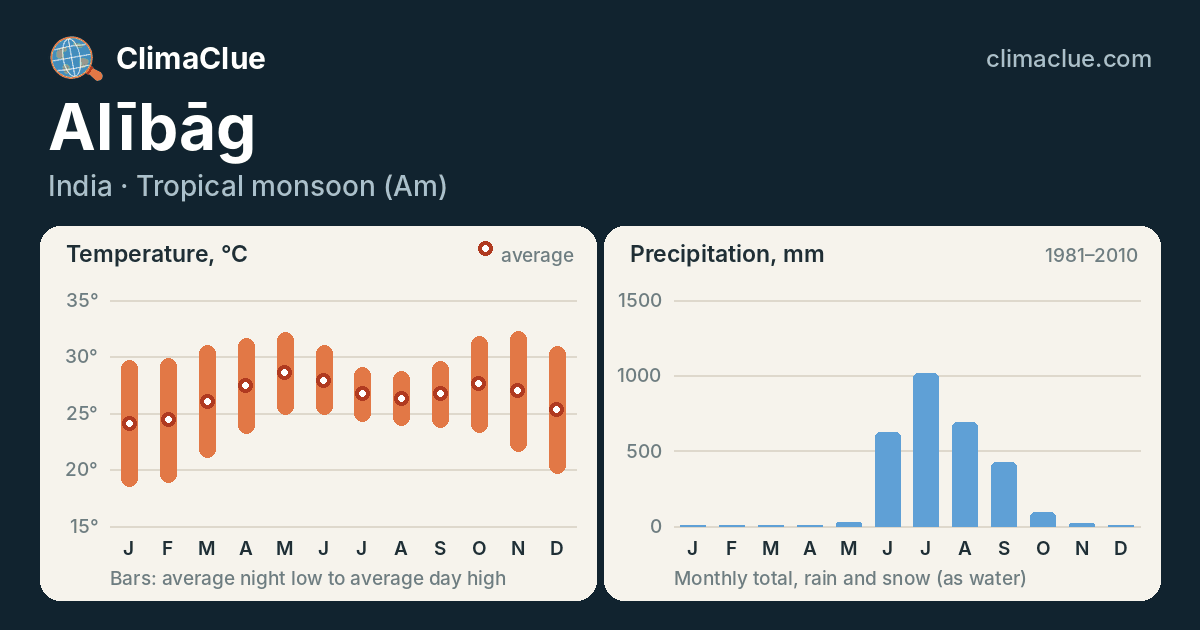 ClimaClue
climaclue.com
Alībāg
India · Tropical monsoon (Am)
Temperature, °C
average
35°
30°
25°
20°
15°
J F M A M J J A S O N D
Bars: average night low to average day high
Precipitation, mm
1981–2010
1500
1000
500
0
J F M A M J J A S O N D
Monthly total, rain and snow (as water)